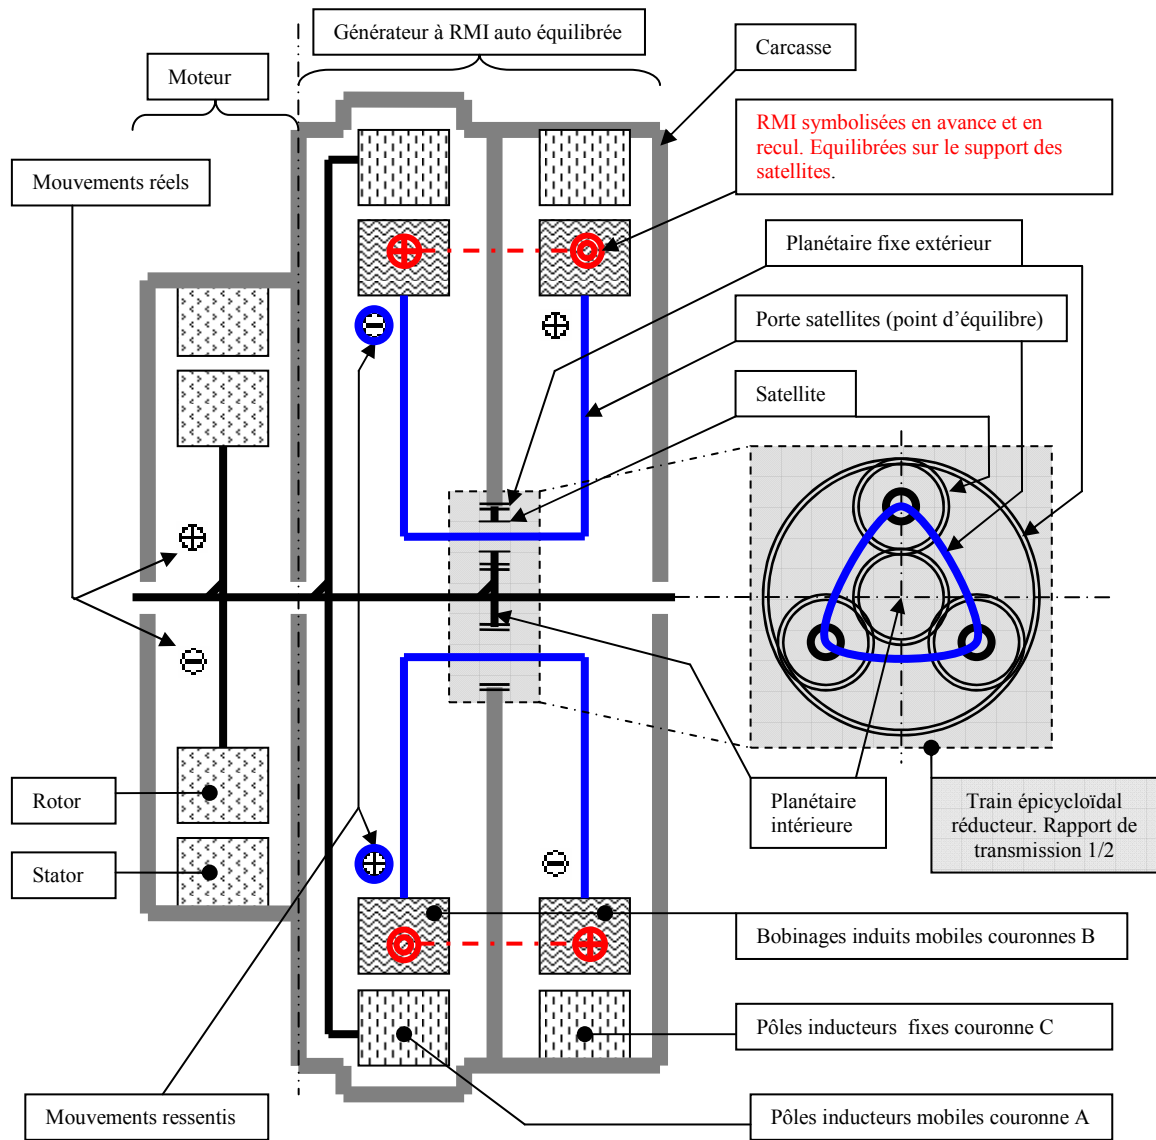 Générateur à RMI auto équilibrée
Carcasse
Moteur
RMI symbolisées en avance et en
recul. Equilibrées sur le support des
satellites.
Mouvements réels
Planétaire fixe extérieur
Porte satellites (point d'équilibre)
Satellite
Rotor
Planétaire
intérieure
Train épicycloïdal
réducteur. Rapport de
transmission 1/2
Stator
Bobinages induits mobiles couronnes B
Pôles inducteurs  fixes couronne C
Mouvements ressentis
Pôles inducteurs mobiles couronne A